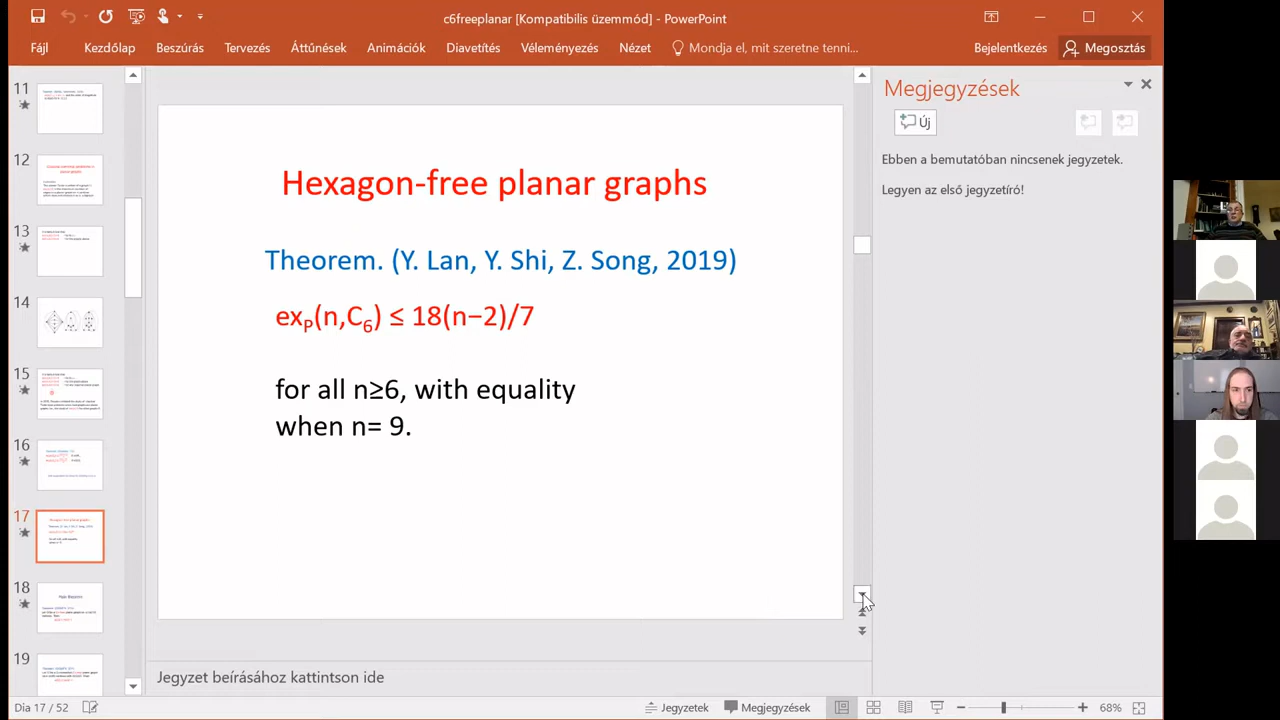 c6freeplanar [Kompatibilis üzemmód] - PowerPoint
Fájl Kezdőlap Beszúrás Tervezés Áttűnések Animációk Diavetítés Véleményezés Nézet Mondja el, mit szeretne tenni... Bejelentkezés Megosztás
11
12
13
14
15
16
17
18
19
Hexagon-free planar graphs
Theorem. (Y. Lan, Y. Shi, Z. Song, 2019)
exₚ(n,C₆) ≤ 18(n−2)/7
for all n≥6, with equality
when n= 9.
Jegyzet beírásához kattintson ide
Megjegyzések
Új
Ebben a bemutatóban nincsenek jegyzetek.
Legyen az első jegyzetíró!
Dia 17 / 52 Jegyzetek Megjegyzések 68%